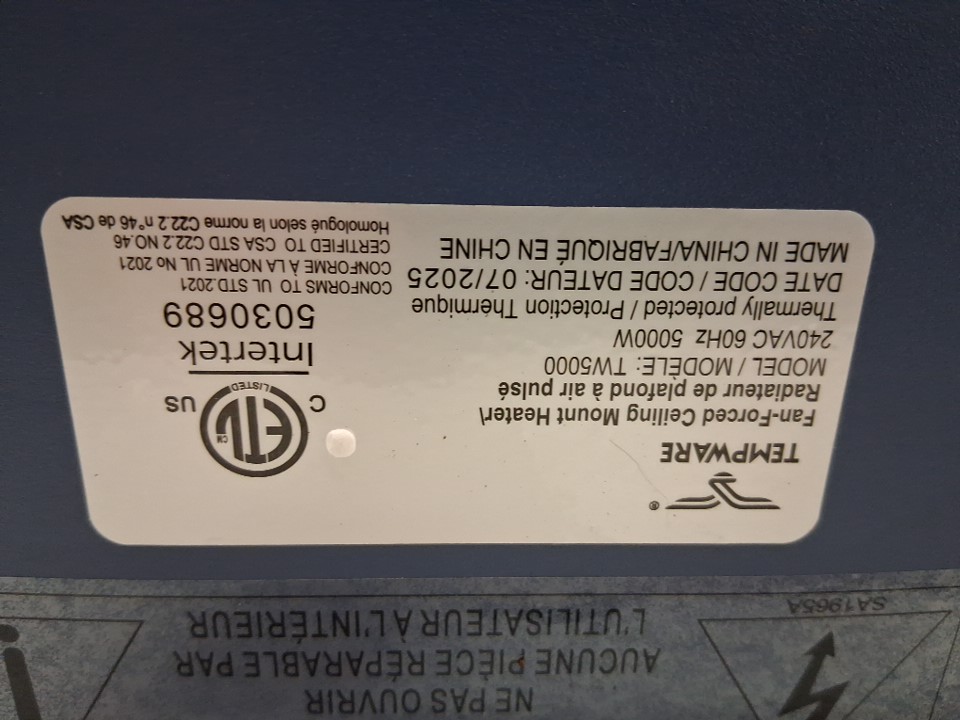 ®
TEMPWARE
Fan-Forced Ceiling Mount Heater\
Radiateur de plafond à air pulsé
MODEL / MODÈLE: TW5000
240VAC 60Hz 5000W
Thermally protected / Protection Thermique
DATE CODE / CODE DATEUR: 07/2025
MADE IN CHINA/FABRIQUÉ EN CHINE
C ETL CM US
LISTED
Intertek
5030689
CONFORMS TO UL STD.2021
CONFORME À LA NORME UL No 2021
CERTIFIED TO CSA STD C22.2 NO.46
Homologué selon la norme C22.2 n°46 de CSA
NE PAS OUVRIR
AUCUNE PIÈCE RÉPARABLE PAR
L'UTILISATEUR À L'INTÉRIEUR
SA1965A